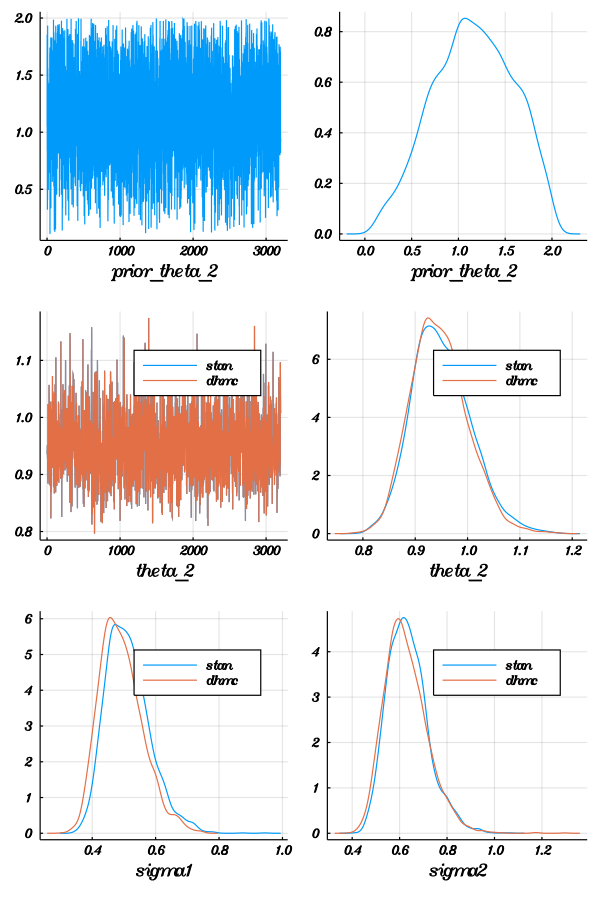 2.0
1.5
1.0
0.5
0 1000 2000 3000
prior_theta_2
0.8
0.6
0.4
0.2
0.0
0.0 0.5 1.0 1.5 2.0
prior_theta_2
1.1
1.0
0.9
0.8
stan
dhmc
0 1000 2000 3000
theta_2
6
4
2
0
stan
dhmc
0.8 0.9 1.0 1.1 1.2
theta_2
6
5
4
3
2
1
0
stan
dhmc
0.4 0.6 0.8 1.0
sigma1
4
3
2
1
0
stan
dhmc
0.4 0.6 0.8 1.0 1.2
sigma2